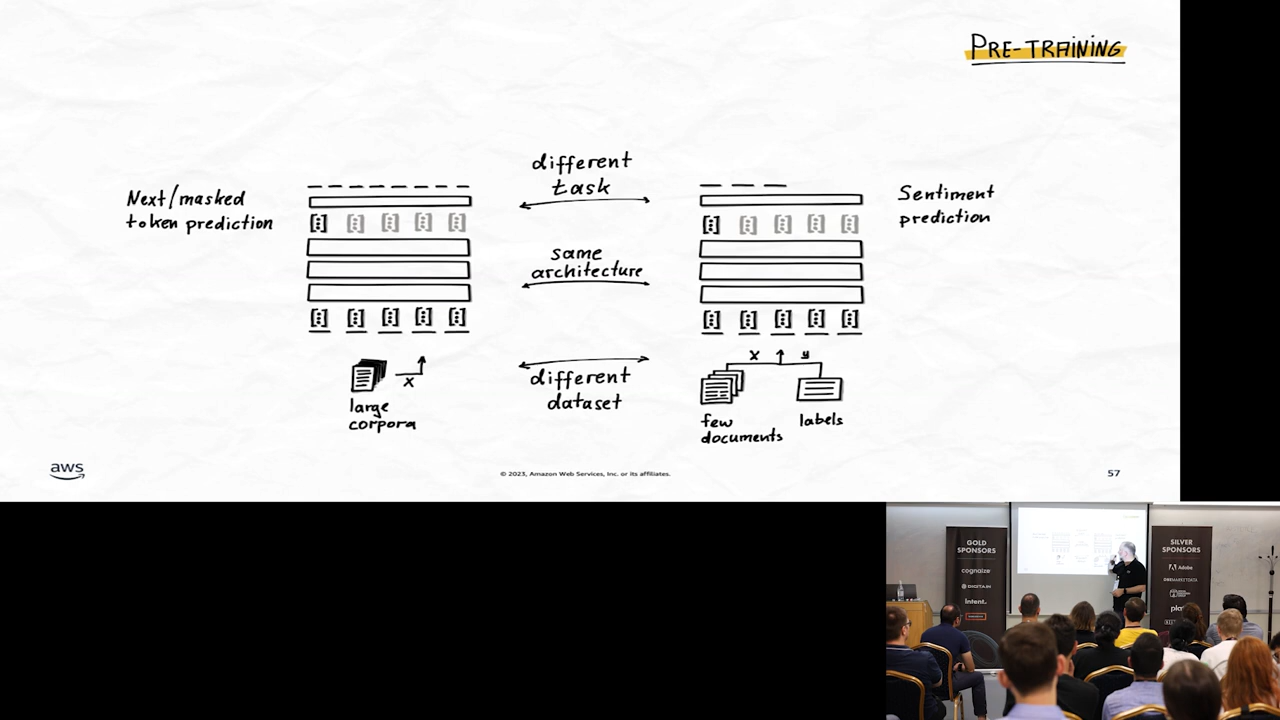 PRE-TRAINING
Next/masked
token prediction
different
task
Sentiment
prediction
same
architecture
different
dataset
x
large
corpora
x
y
few
documents
labels
aws
© 2023, Amazon Web Services, Inc. or its affiliates.
57
GOLD
SPONSORS
cognaize
intent.
SILVER
SPONSORS
Adobe